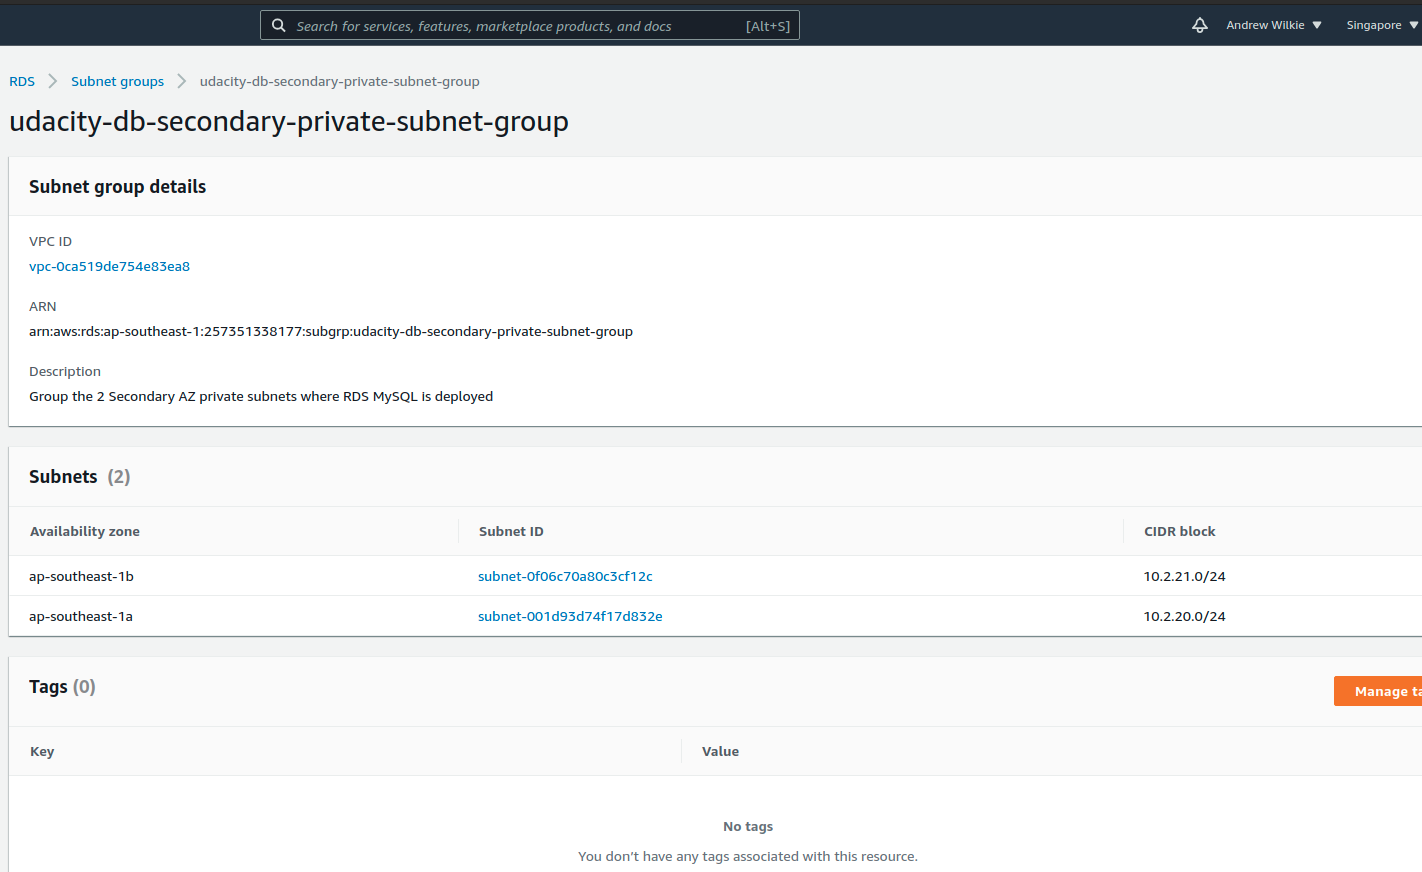 Search for services, features, marketplace products, and docs [Alt+S] Andrew Wilkie Singapore
RDS Subnet groups udacity-db-secondary-private-subnet-group
udacity-db-secondary-private-subnet-group
Subnet group details
VPC ID
vpc-0ca519de754e83ea8
ARN
arn:aws:rds:ap-southeast-1:257351338177:subgrp:udacity-db-secondary-private-subnet-group
Description
Group the 2 Secondary AZ private subnets where RDS MySQL is deployed
Subnets (2)
Availability zone Subnet ID CIDR block
ap-southeast-1b subnet-0f06c70a80c3cf12c 10.2.21.0/24
ap-southeast-1a subnet-001d93d74f17d832e 10.2.20.0/24
Tags (0) Manage ta
Key Value
No tags
You don't have any tags associated with this resource.